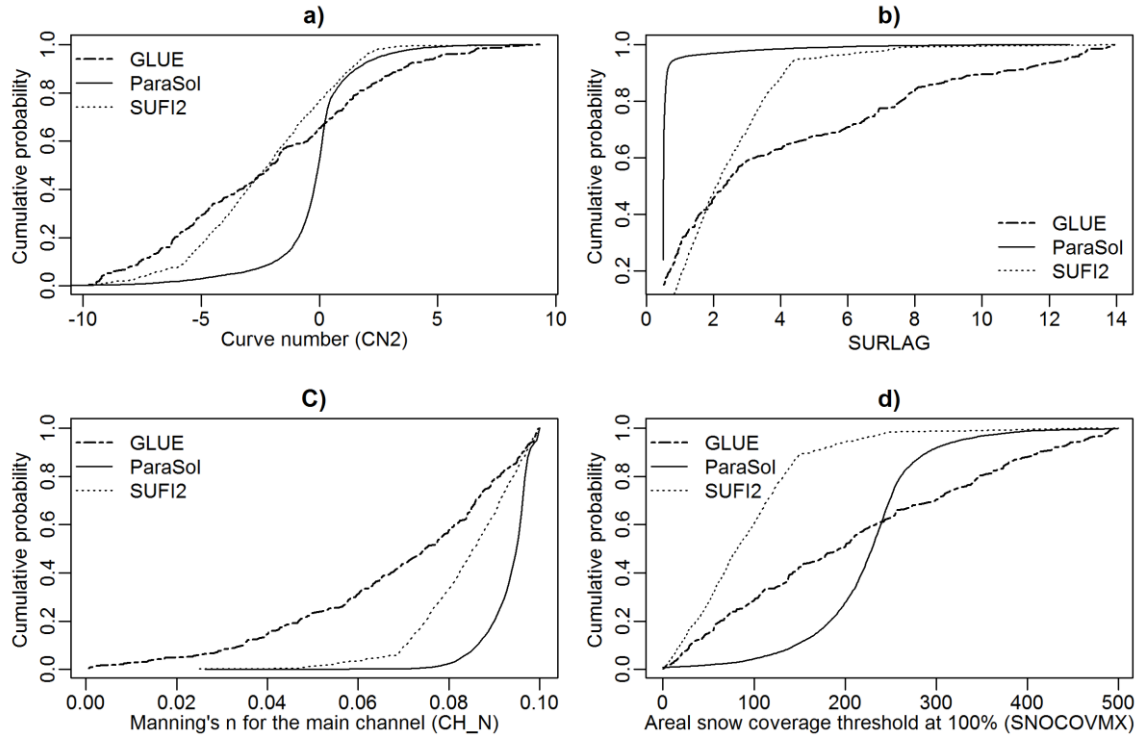 a)
Cumulative probability
0.0 0.2 0.4 0.6 0.8 1.0
GLUE
ParaSol
SUFI2
-10 -5 0 5 10
Curve number (CN2)
b)
Cumulative probability
0.2 0.4 0.6 0.8 1.0
GLUE
ParaSol
SUFI2
0 2 4 6 8 10 12 14
SURLAG
C)
Cumulative probability
0.0 0.2 0.4 0.6 0.8 1.0
GLUE
ParaSol
SUFI2
0.00 0.02 0.04 0.06 0.08 0.10
Manning's n for the main channel (CH_N)
d)
Cumulative probability
0.0 0.2 0.4 0.6 0.8 1.0
GLUE
ParaSol
SUFI2
0 100 200 300 400 500
Areal snow coverage threshold at 100% (SNOCOVMX)